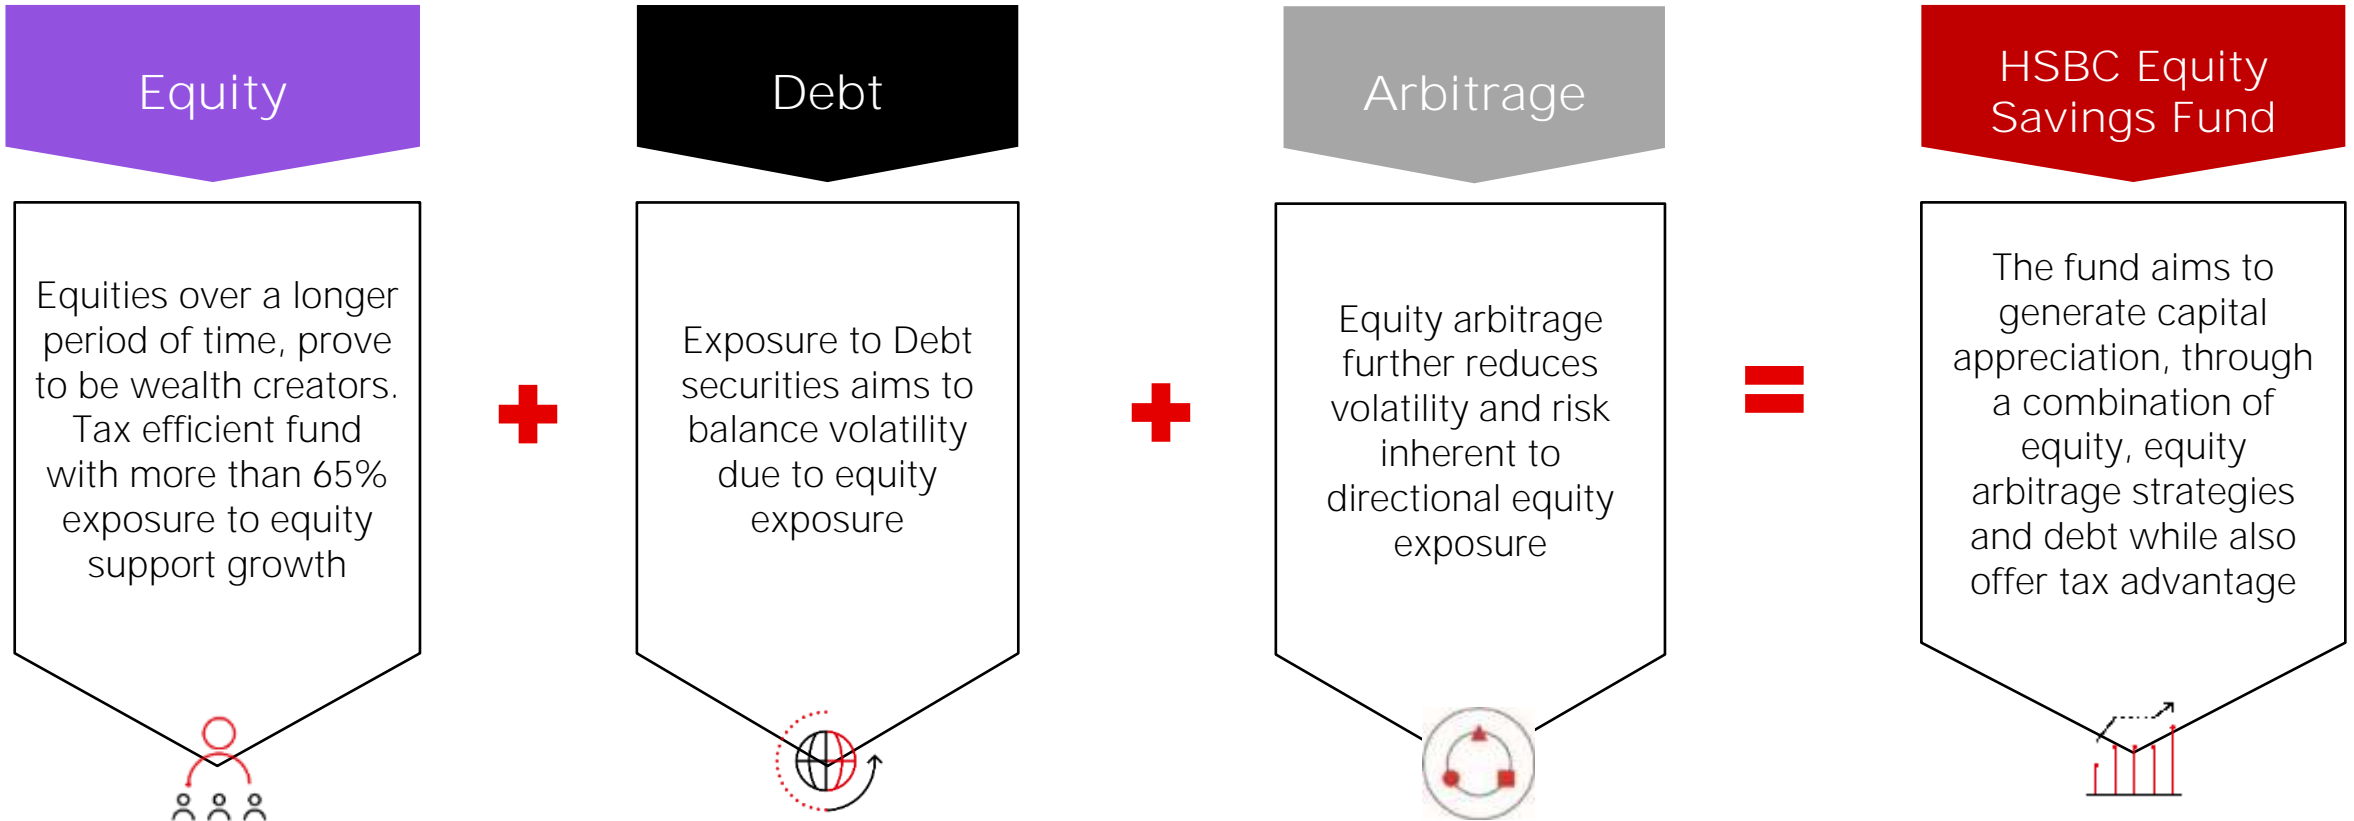 Equity
Equities over a longer
period of time, prove
to be wealth creators.
Tax efficient fund
with more than 65%
exposure to equity
support growth
Debt
Exposure to Debt
securities aims to
balance volatility
due to equity
exposure
Arbitrage
Equity arbitrage
further reduces
volatility and risk
inherent to
directional equity
exposure
HSBC Equity
Savings Fund
The fund aims to
generate capital
appreciation, through
a combination of
equity, equity
arbitrage strategies
and debt while also
offer tax advantage